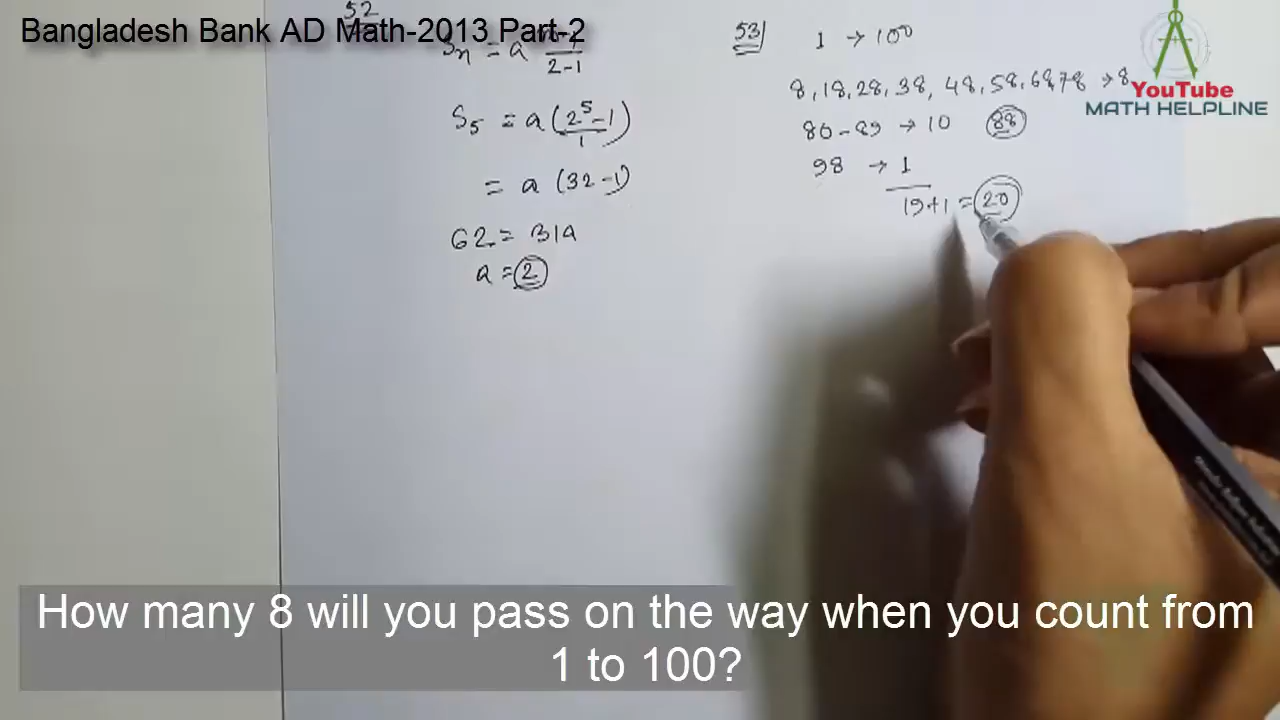 Bangladesh Bank AD Math-2013 Part-2
52
Sn = a
2-1
S5 = a (2^5-1)
1
= a (32-1)
62 = 31a
a = 2
53
1 → 100
8, 18, 28, 38, 48, 58, 68, 78 → 8
80-89 → 10 88
98 → 1
19+1 = 20
YouTube
MATH HELPLINE
How many 8 will you pass on the way when you count from
1 to 100?